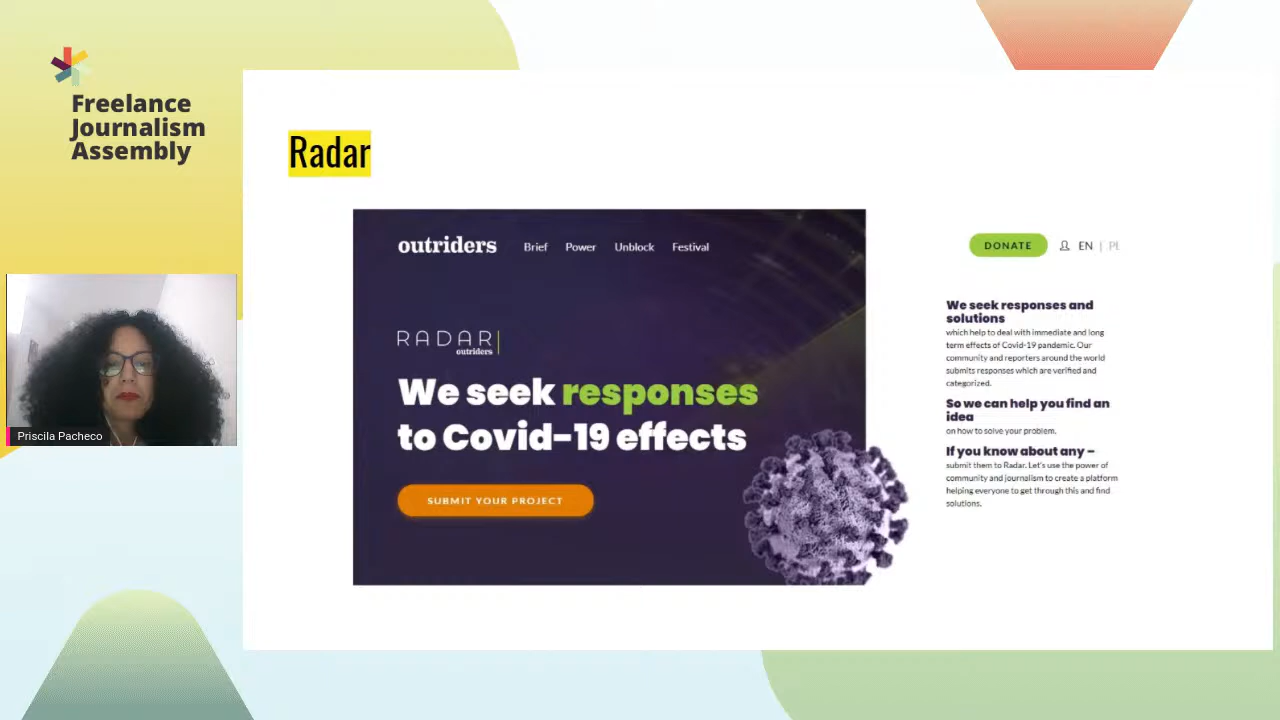 Freelance
Journalism
Assembly
Radar
outriders Brief Power Unblock Festival
DONATE EN | PL
RADAR
outriders
We seek responses
to Covid-19 effects
SUBMIT YOUR PROJECT
We seek responses and
solutions
which help to deal with immediate and long
term effects of Covid-19 pandemic. Our
community and reporters around the world
submits responses which are verified and
categorized.
So we can help you find an
idea
on how to solve your problem.
If you know about any –
submit them to Radar. Let's use the power of
community and journalism to create a platform
helping everyone to get through this and find
solutions.
Priscila Pacheco